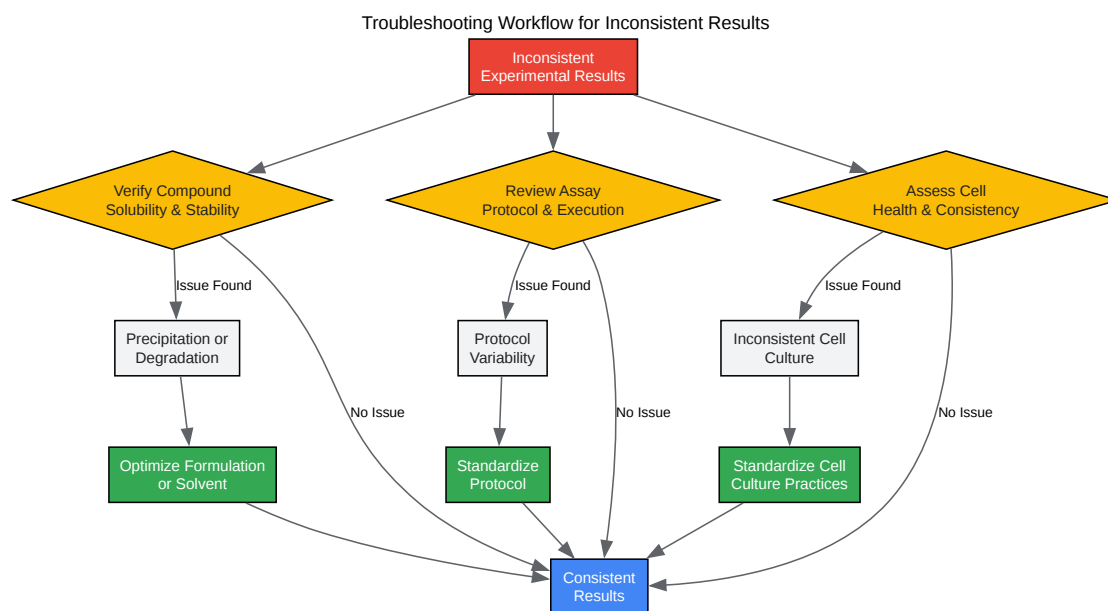 Troubleshooting Workflow for Inconsistent Results
Inconsistent
Experimental Results
Verify Compound
Solubility & Stability
Review Assay
Protocol & Execution
Assess Cell
Health & Consistency
Issue Found
Issue Found
Issue Found
Precipitation or
Degradation
Protocol
Variability
Inconsistent Cell
Culture
No Issue
No Issue
No Issue
Optimize Formulation
or Solvent
Standardize
Protocol
Standardize Cell
Culture Practices
Consistent
Results